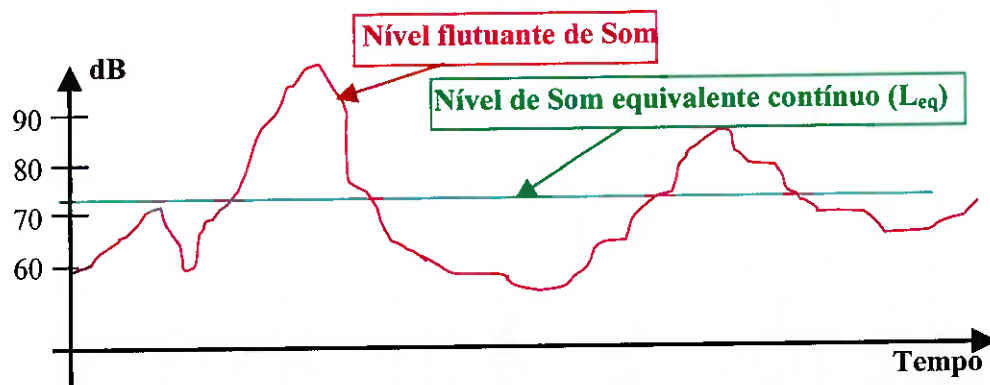 Nível flutuante de Som
dB
Nível de Som equivalente contínuo (Leq)
90
80
70
60
Tempo